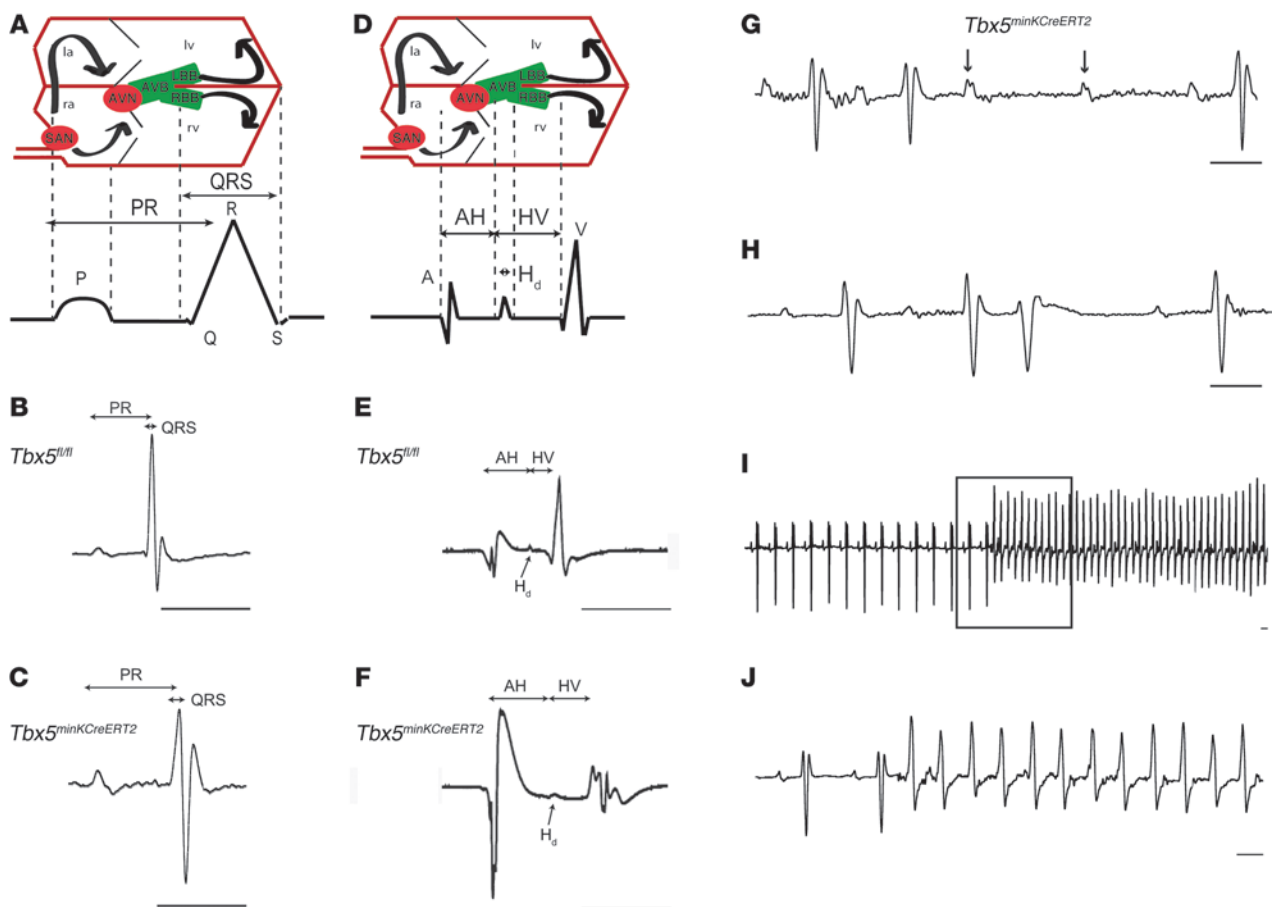 A
la
lv
LBB
AVB
AVN
RBB
ra
rv
SAN
QRS
PR
R
P
Q
S
B
PR
QRS
Tbx5fl/fl
C
PR
QRS
Tbx5minKCreERT2
D
la
lv
LBB
AVB
AVN
RBB
ra
rv
SAN
AH
HV
V
A
Hd
E
Tbx5fl/fl
AH
HV
Hd
F
AH
HV
Tbx5minKCreERT2
Hd
G
Tbx5minKCreERT2
H
I
J